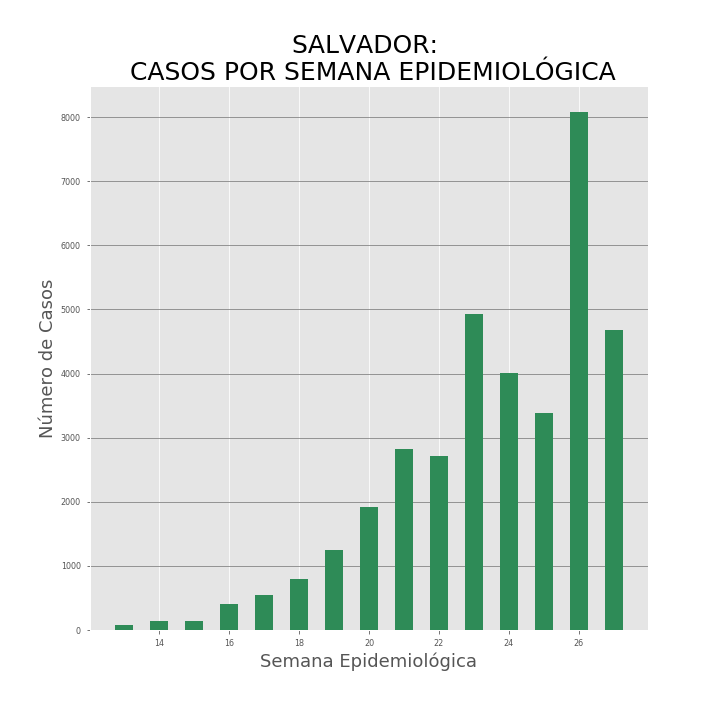 SALVADOR:
CASOS POR SEMANA EPIDEMIOLÓGICA
8000
7000
6000
5000
4000
3000
2000
1000
0
Número de Casos
14 16 18 20 22 24 26
Semana Epidemiológica